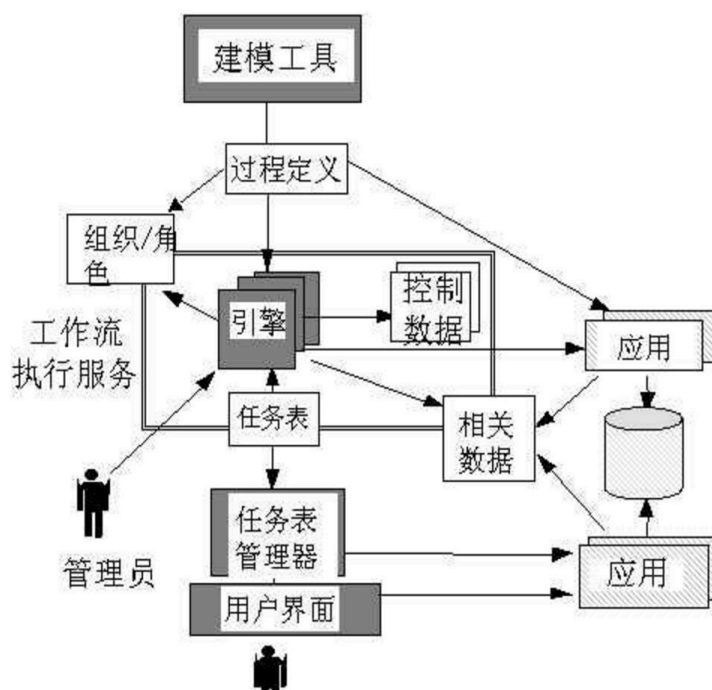 建模工具
过程定义
组织/角
色
引擎
控制
数据
工作流
执行服务
应用
任务表
相关
数据
任务表
管理器
管理员
应用
用户界面